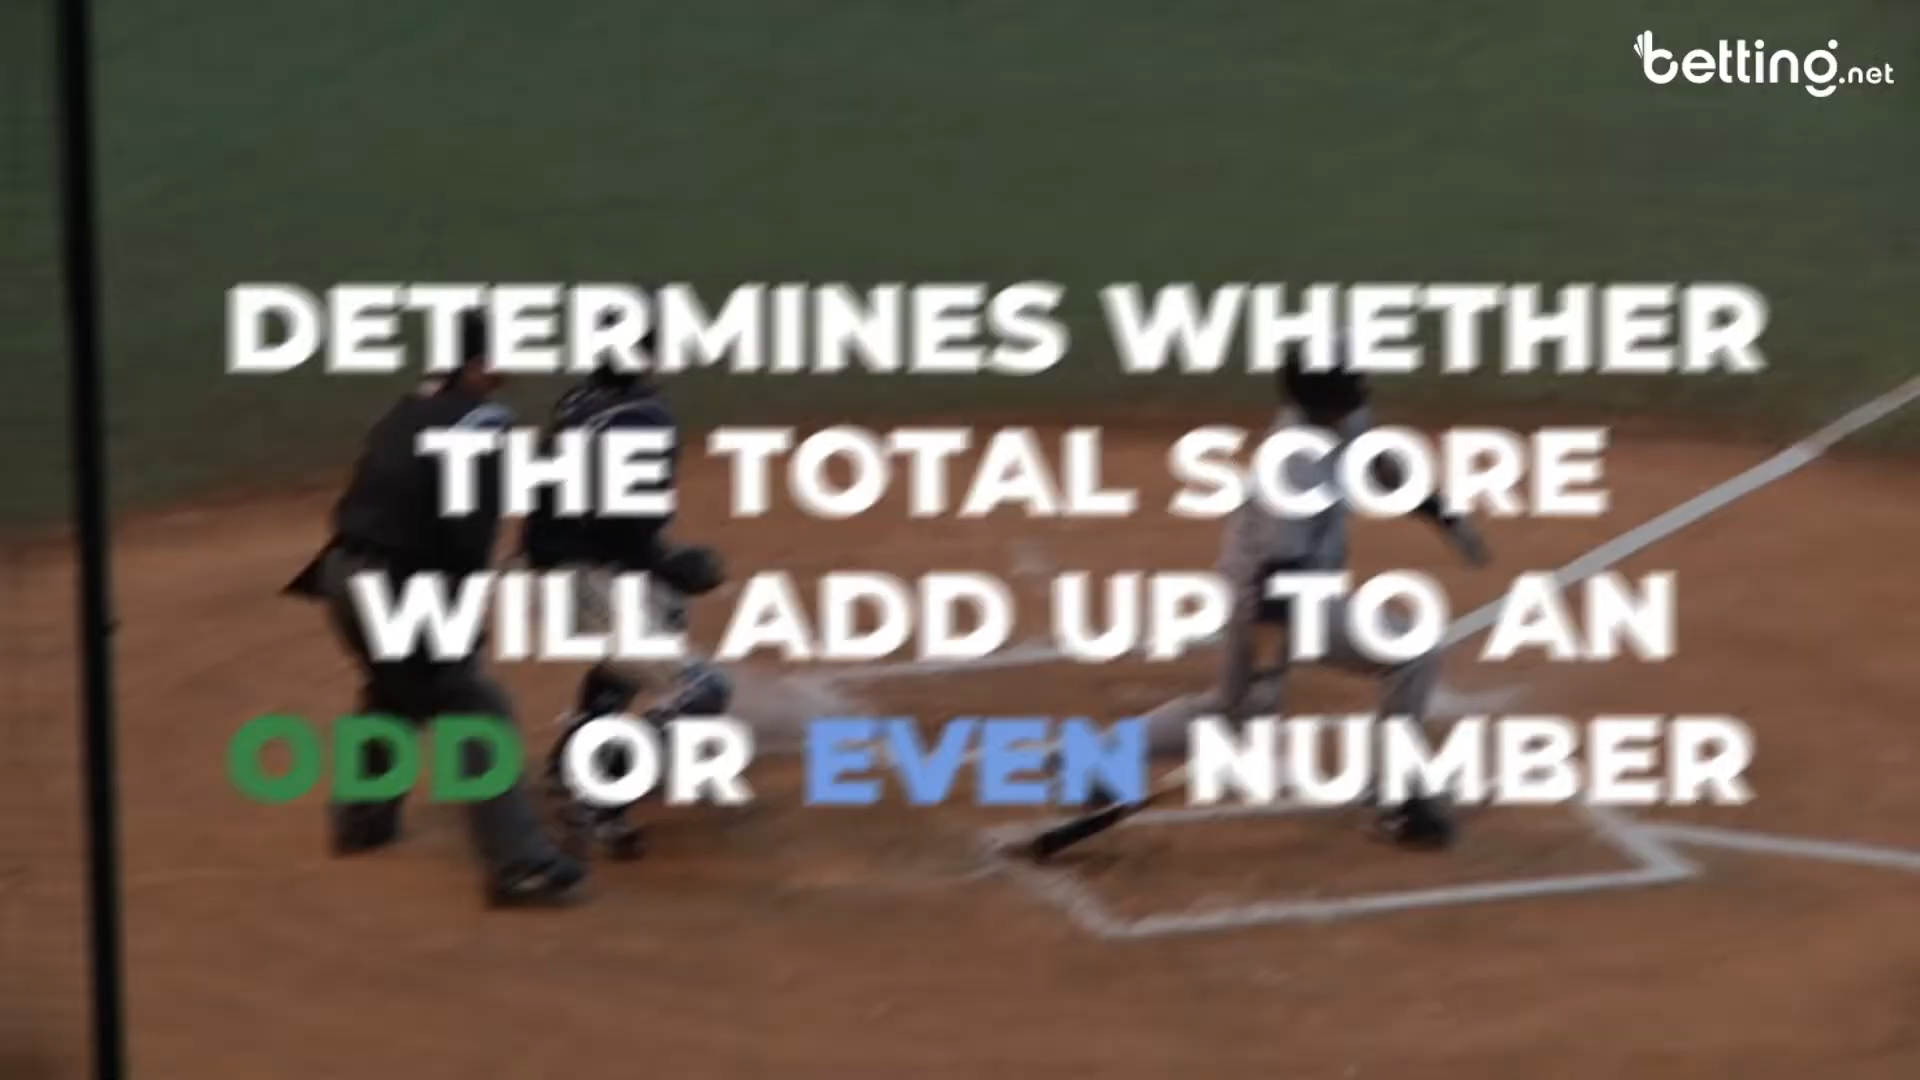 betting.net
DETERMINES WHETHER
THE TOTAL SCORE
WILL ADD UP TO AN
ODD OR EVEN NUMBER